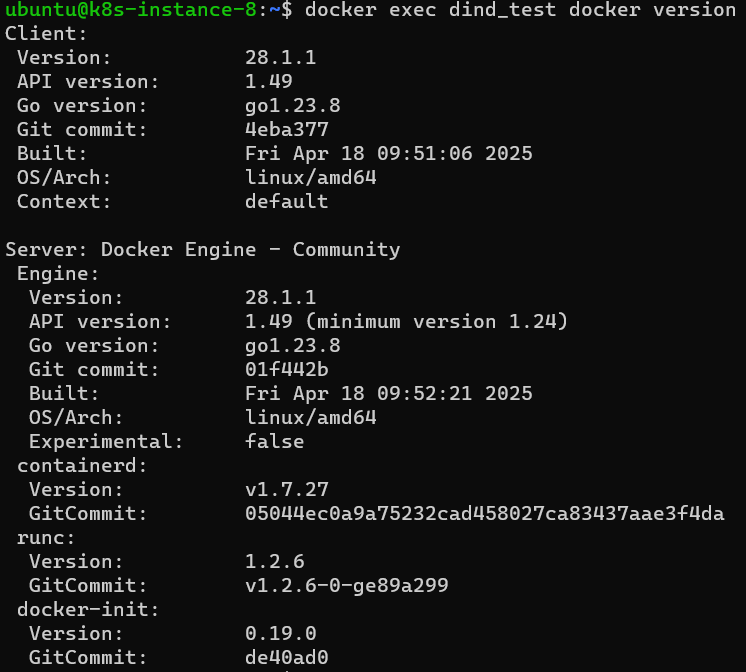 ubuntu@k8s-instance-8:~$ docker exec dind_test docker version
Client:
 Version:           28.1.1
 API version:       1.49
 Go version:        go1.23.8
 Git commit:        4eba377
 Built:             Fri Apr 18 09:51:06 2025
 OS/Arch:           linux/amd64
 Context:           default

Server: Docker Engine - Community
 Engine:
  Version:          28.1.1
  API version:      1.49 (minimum version 1.24)
  Go version:       go1.23.8
  Git commit:       01f442b
  Built:            Fri Apr 18 09:52:21 2025
  OS/Arch:          linux/amd64
  Experimental:     false
 containerd:
  Version:          v1.7.27
  GitCommit:        05044ec0a9a75232cad458027ca83437aae3f4da
 runc:
  Version:          1.2.6
  GitCommit:        v1.2.6-0-ge89a299
 docker-init:
  Version:          0.19.0
  GitCommit:        de40ad0